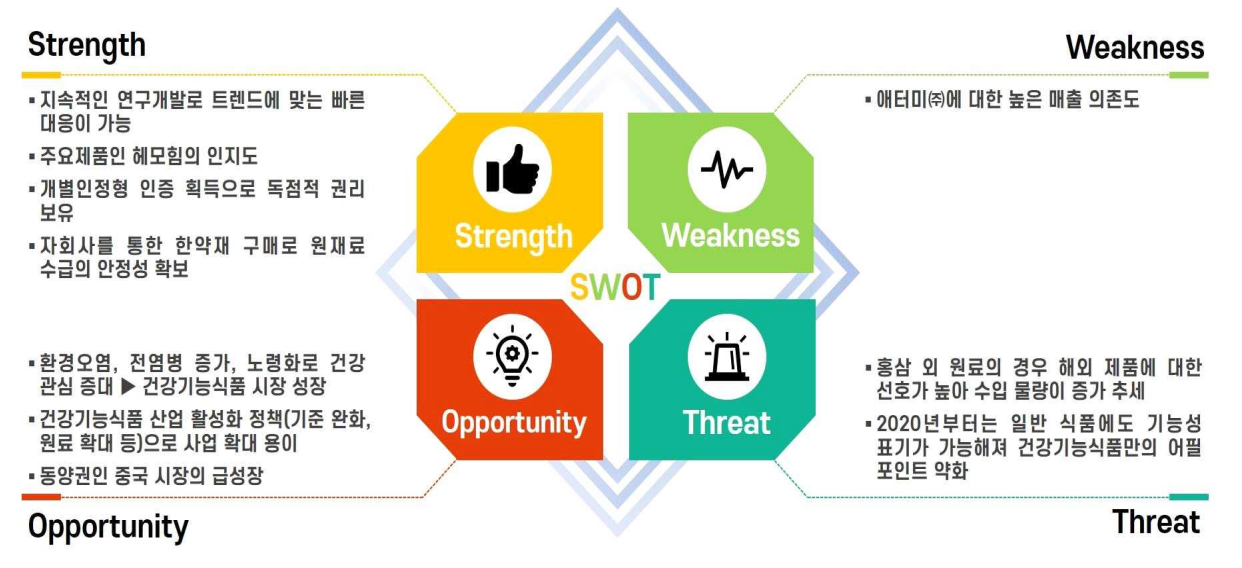 Strength
▪ 지속적인 연구개발로 트렌드에 맞는 빠른
대응이 가능
▪ 주요제품인 헤모힘의 인지도
▪ 개별인정형 인증 획득으로 독점적 권리
보유
▪ 자회사를 통한 한약재 구매로 원재료
수급의 안정성 확보
Weakness
▪ 애터미㈜에 대한 높은 매출 의존도
Strength
Weakness
SWOT
Opportunity
Threat
▪ 환경오염, 전염병 증가, 노령화로 건강
관심 증대 ▶ 건강기능식품 시장 성장
▪ 건강기능식품 산업 활성화 정책(기준 완화,
원료 확대 등)으로 사업 확대 용이
▪ 동양권인 중국 시장의 급성장
Opportunity
▪ 홍삼 외 원료의 경우 해외 제품에 대한
선호가 높아 수입 물량이 증가 추세
▪ 2020년부터는 일반 식품에도 기능성
표기가 가능해져 건강기능식품만의 어필
포인트 약화
Threat